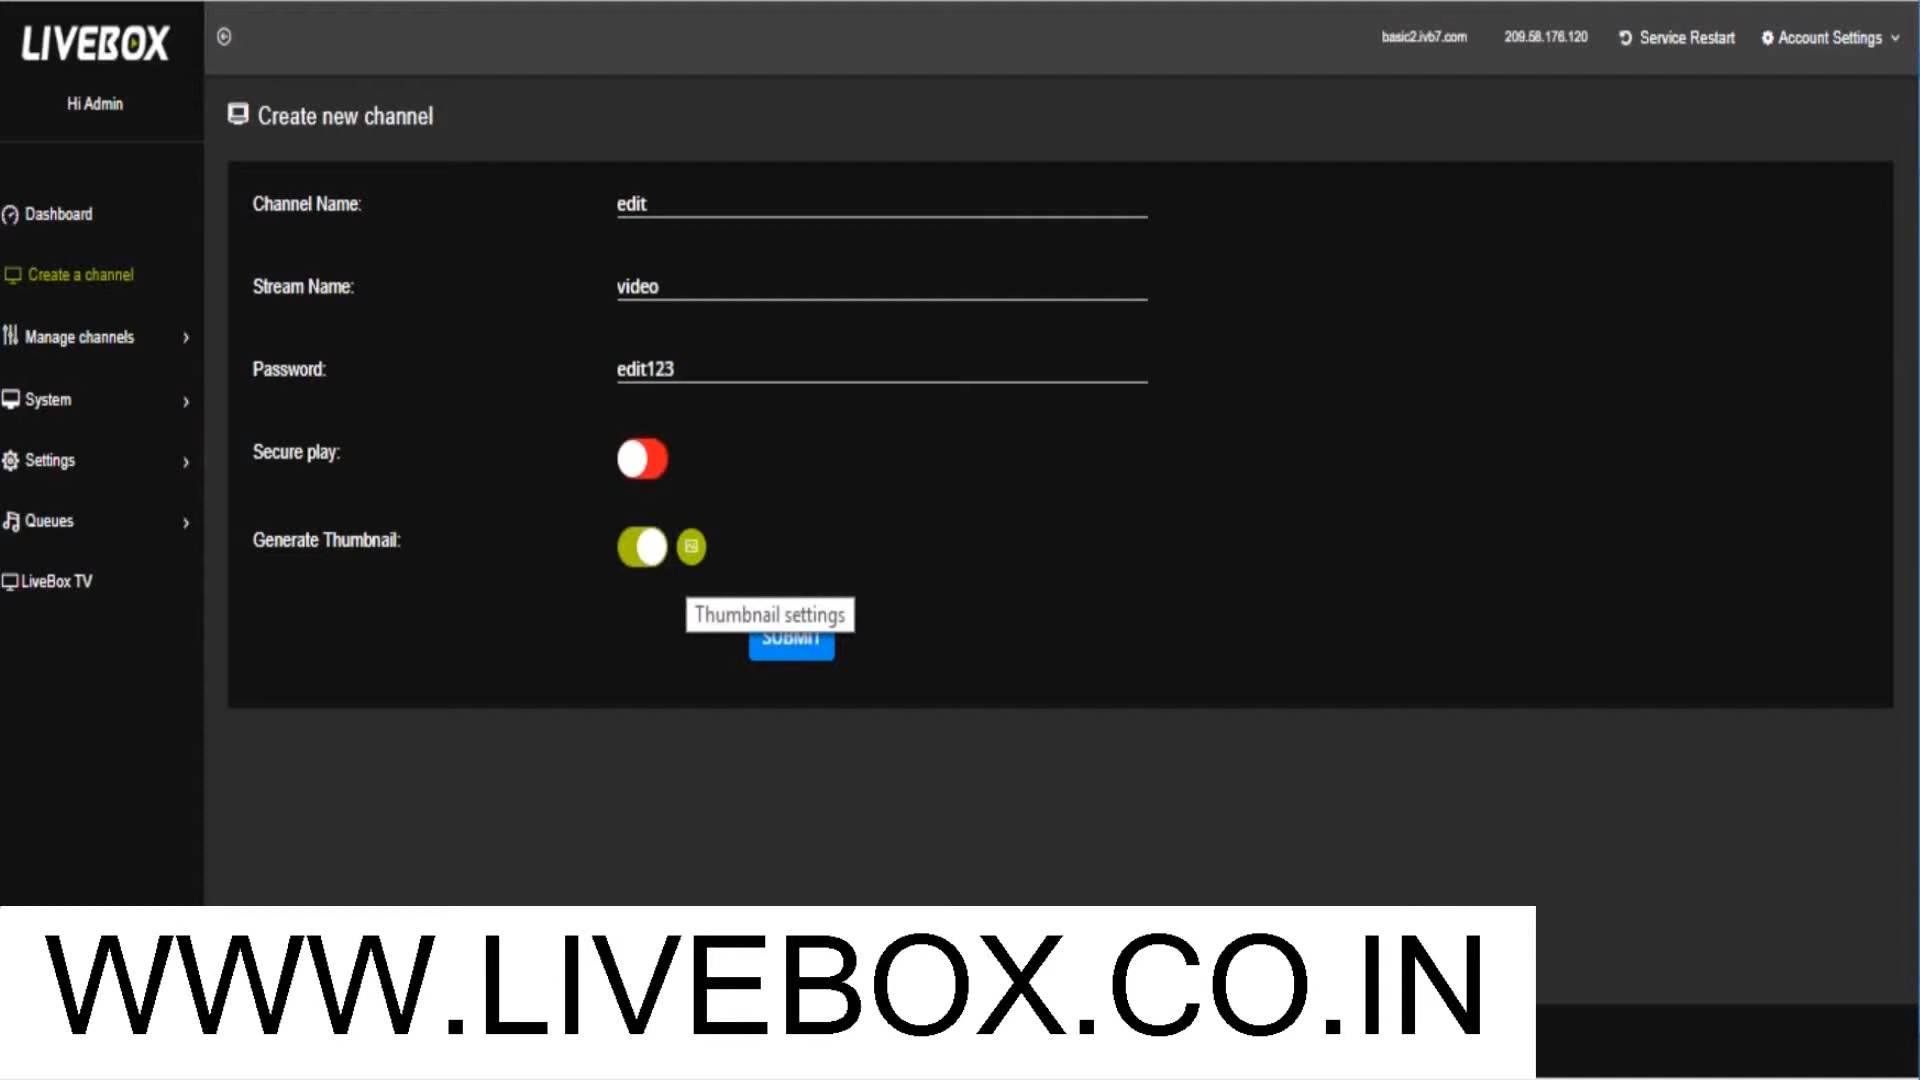 LIVEBOX
basic2.ivb7.com 209.58.176.120 Service Restart Account Settings
Hi Admin
Create new channel
Dashboard
Create a channel
Manage channels
System
Settings
Queues
LiveBox TV
Channel Name: edit
Stream Name: video
Password: edit123
Secure play:
Generate Thumbnail:
Thumbnail settings
SUBMIT
WWW.LIVEBOX.CO.IN